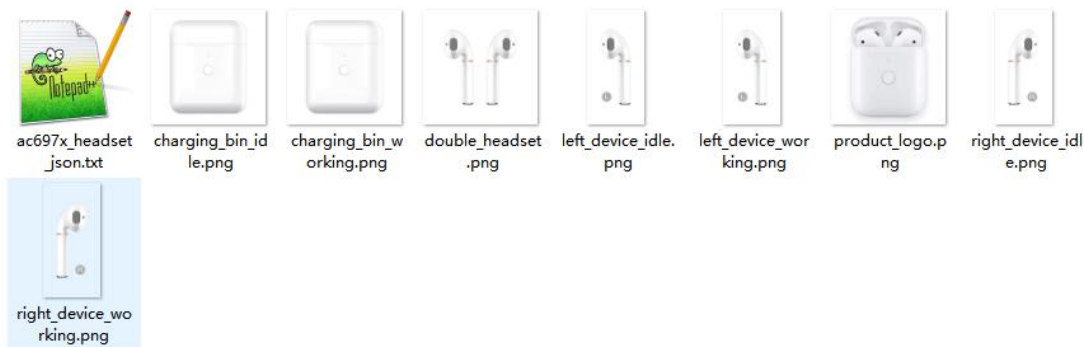 Notepad++
ac697x_headset
_json.txt
charging_bin_id
le.png
charging_bin_w
orking.png
double_headset
.png
left_device_idle.
png
left_device_wor
king.png
product_logo.p
ng
right_device_idl
e.png
right_device_wo
rking.png